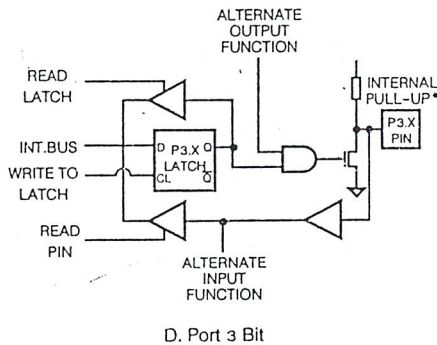 ALTERNATE
OUTPUT
FUNCTION
READ
LATCH
INTERNAL
PULL-UP*
P3.X
PIN
INT.BUS
D P3.X Q
LATCH
WRITE TO
LATCH
CL Q
READ
PIN
ALTERNATE
INPUT
FUNCTION
D. Port 3 Bit